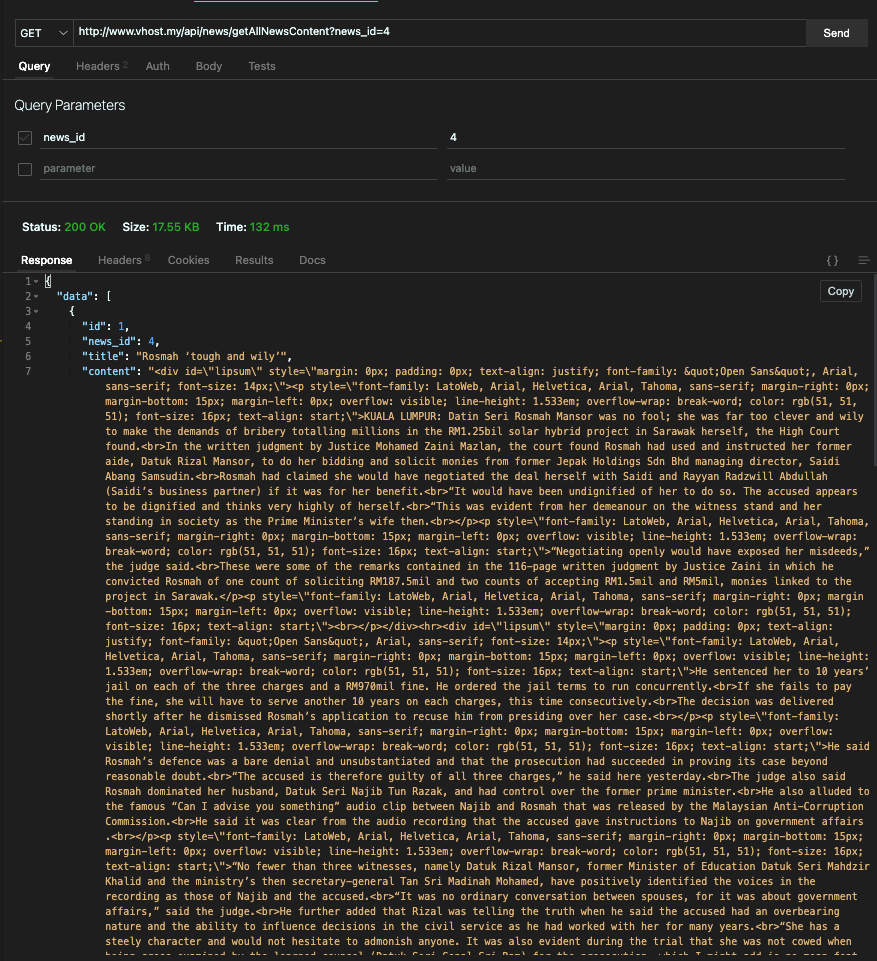 GET http://www.vhost.my/api/news/getAllNewsContent?news_id=4 Send
Query Headers 2 Auth Body Tests
Query Parameters
news_id 4
parameter value
Status: 200 OK Size: 17.55 KB Time: 132 ms
Response Headers 8 Cookies Results Docs { }
1 {
Copy
2 "data": [
3 {
4 "id": 1,
5 "news_id": 4,
6 "title": "Rosmah ‘tough and wily’",
7 "content": "<div id=\"lipsum\" style=\"margin: 0px; padding: 0px; text-align: justify; font-family: &quot;Open Sans&quot;, Arial,
sans-serif; font-size: 14px;\"><p style=\"font-family: LatoWeb, Arial, Helvetica, Arial, Tahoma, sans-serif; margin-right: 0px;
margin-bottom: 15px; margin-left: 0px; overflow: visible; line-height: 1.533em; overflow-wrap: break-word; color: rgb(51, 51,
51); font-size: 16px; text-align: start;\">KUALA LUMPUR: Datin Seri Rosmah Mansor was no fool; she was far too clever and wily
to make the demands of bribery totalling millions in the RM1.25bil solar hybrid project in Sarawak herself, the High Court
found.<br>In the written judgment by Justice Mohamed Zaini Mazlan, the court found Rosmah had used and instructed her former
aide, Datuk Rizal Mansor, to do her bidding and solicit monies from former Jepak Holdings Sdn Bhd managing director, Saidi
Abang Samsudin.<br>Rosmah had claimed she would have negotiated the deal herself with Saidi and Rayyan Radzwill Abdullah
(Saidi’s business partner) if it was for her benefit.<br>“It would have been undignified of her to do so. The accused appears
to be dignified and thinks very highly of herself.<br>“This was evident from her demeanour on the witness stand and her
standing in society as the Prime Minister’s wife then.<br></p><p style=\"font-family: LatoWeb, Arial, Helvetica, Arial, Tahoma,
sans-serif; margin-right: 0px; margin-bottom: 15px; margin-left: 0px; overflow: visible; line-height: 1.533em; overflow-wrap:
break-word; color: rgb(51, 51, 51); font-size: 16px; text-align: start;\">“Negotiating openly would have exposed her misdeeds,”
the judge said.<br>These were some of the remarks contained in the 116-page written judgment by Justice Zaini in which he
convicted Rosmah of one count of soliciting RM187.5mil and two counts of accepting RM1.5mil and RM5mil, monies linked to the
project in Sarawak.</p><p style=\"font-family: LatoWeb, Arial, Helvetica, Arial, Tahoma, sans-serif; margin-right: 0px; margin
-bottom: 15px; margin-left: 0px; overflow: visible; line-height: 1.533em; overflow-wrap: break-word; color: rgb(51, 51, 51);
font-size: 16px; text-align: start;\"><br></p></div><hr><div id=\"lipsum\" style=\"margin: 0px; padding: 0px; text-align:
justify; font-family: &quot;Open Sans&quot;, Arial, sans-serif; font-size: 14px;\"><p style=\"font-family: LatoWeb, Arial,
Helvetica, Arial, Tahoma, sans-serif; margin-right: 0px; margin-bottom: 15px; margin-left: 0px; overflow: visible; line-height:
1.533em; overflow-wrap: break-word; color: rgb(51, 51, 51); font-size: 16px; text-align: start;\">He sentenced her to 10 years’
jail on each of the three charges and a RM970mil fine. He ordered the jail terms to run concurrently.<br>If she fails to pay
the fine, she will have to serve another 10 years on each charges, this time consecutively.<br>The decision was delivered
shortly after he dismissed Rosmah’s application to recuse him from presiding over her case.<br></p><p style=\"font-family:
LatoWeb, Arial, Helvetica, Arial, Tahoma, sans-serif; margin-right: 0px; margin-bottom: 15px; margin-left: 0px; overflow:
visible; line-height: 1.533em; overflow-wrap: break-word; color: rgb(51, 51, 51); font-size: 16px; text-align: start;\">He said
Rosmah’s defence was a bare denial and unsubstantiated and that the prosecution had succeeded in proving its case beyond
reasonable doubt.<br>“The accused is therefore guilty of all three charges,” he said here yesterday.<br>The judge also said
Rosmah dominated her husband, Datuk Seri Najib Tun Razak, and had control over the former prime minister.<br>He also alluded to
the famous “Can I advise you something” audio clip between Najib and Rosmah that was released by the Malaysian Anti-Corruption
Commission.<br>He said it was clear from the audio recording that the accused gave instructions to Najib on government affairs
.<br></p><p style=\"font-family: LatoWeb, Arial, Helvetica, Arial, Tahoma, sans-serif; margin-right: 0px; margin-bottom: 15px;
margin-left: 0px; overflow: visible; line-height: 1.533em; overflow-wrap: break-word; color: rgb(51, 51, 51); font-size: 16px;
text-align: start;\">“No fewer than three witnesses, namely Datuk Rizal Mansor, former Minister of Education Datuk Seri Mahdzir
Khalid and the ministry’s then secretary-general Tan Sri Madinah Mohamed, have positively identified the voices in the
recording as those of Najib and the accused.<br>“It was no ordinary conversation between spouses, for it was about government
affairs,” said the judge.<br>He further added that Rizal was telling the truth when he said the accused had an overbearing
nature and the ability to influence decisions in the civil service as he had worked with her for many years.<br>“She has a
steely character and would not hesitate to admonish anyone. It was also evident during the trial that she was not cowed when